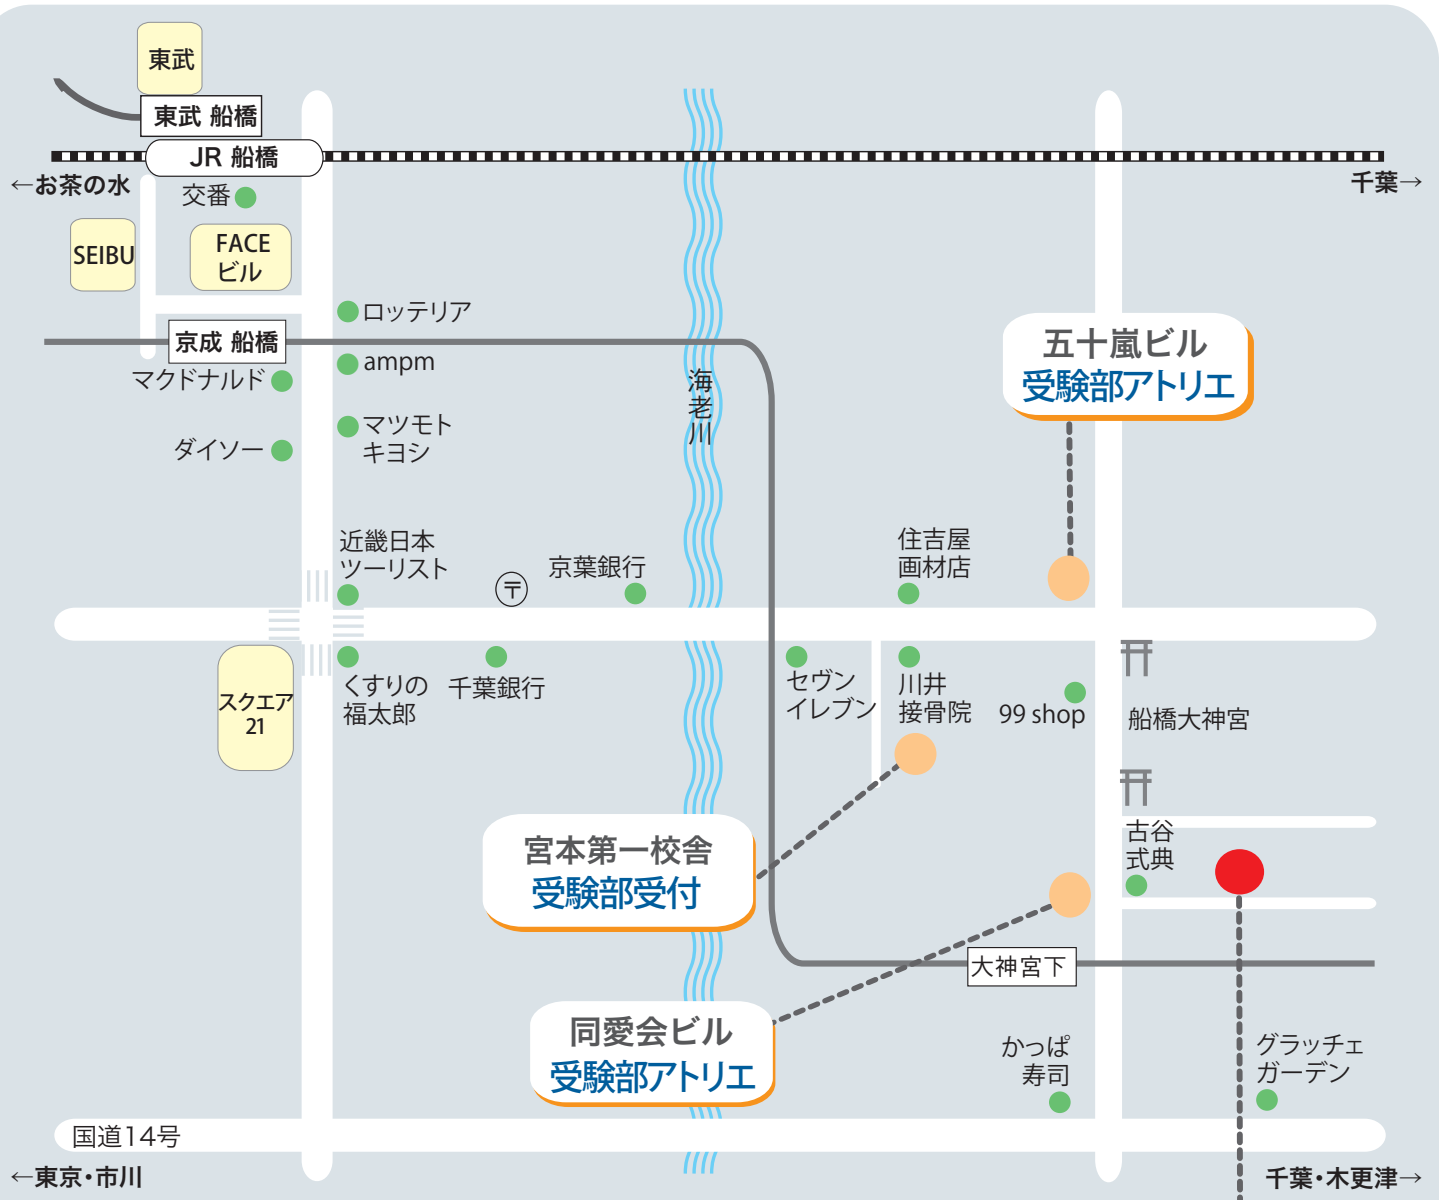 東武
東武 船橋
JR 船橋
←お茶の水
千葉→
交番
SEIBU
FACE
ビル
ロッテリア
京成 船橋
ampm
マクドナルド
マツモト
キヨシ
ダイソー
海老川
五十嵐ビル
受験部アトリエ
近畿日本
ツーリスト
〒
京葉銀行
住吉屋
画材店
スクエア
21
くすりの
福太郎
千葉銀行
セヴン
イレブン
川井
接骨院
99 shop
船橋大神宮
宮本第一校舎
受験部受付
古谷
式典
大神宮下
同愛会ビル
受験部アトリエ
かっぱ
寿司
グラッチェ
ガーデン
国道14号
←東京・市川
千葉・木更津→